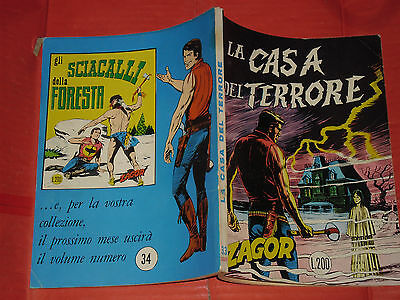 gli
SCIACALLI
della
FORESTA
L.200
...e, per la vostra
collezione,
il prossimo mese uscirà
il volume numero 34
LA CASA DEL TERRORE
LA CASA
DEL TERRORE
ZAGOR
L.200